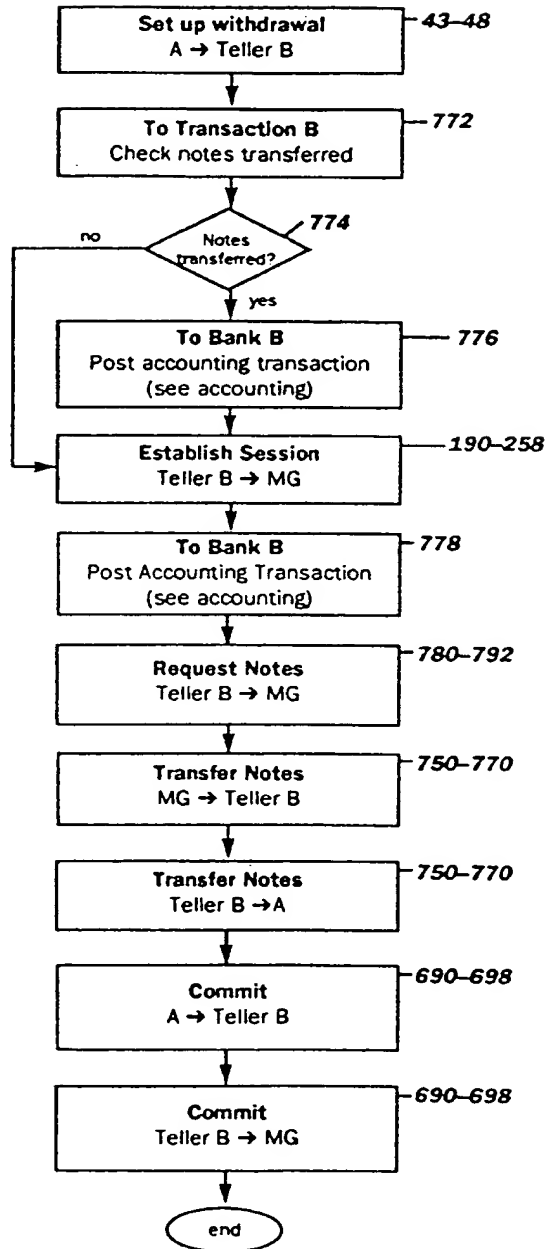 Set up withdrawal
A → Teller B
43–48
To Transaction B
Check notes transferred
772
Notes
transferred?
774
no
yes
To Bank B
Post accounting transaction
(see accounting)
776
Establish Session
Teller B → MG
190–258
To Bank B
Post Accounting Transaction
(see accounting)
778
Request Notes
Teller B → MG
780–792
Transfer Notes
MG → Teller B
750–770
Transfer Notes
Teller B → A
750–770
Commit
A → Teller B
690–698
Commit
Teller B → MG
690–698
end